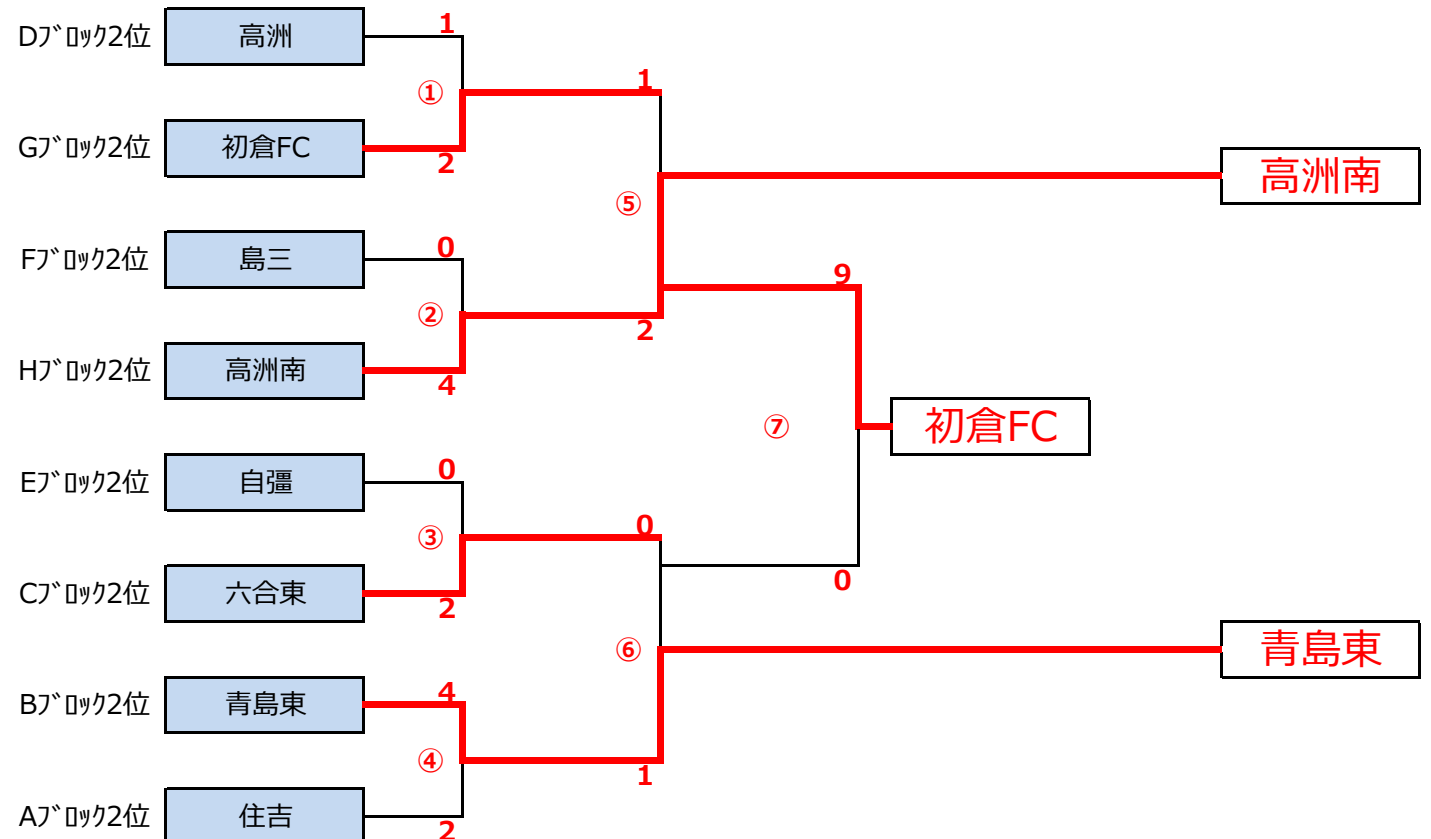 Dﾌﾞﾛｯｸ2位 高洲 1
① 1
Gﾌﾞﾛｯｸ2位 初倉FC 2
高洲南
⑤
Fﾌﾞﾛｯｸ2位 島三 0
9
② 2
Hﾌﾞﾛｯｸ2位 高洲南 4
⑦ 初倉FC
Eﾌﾞﾛｯｸ2位 自彊 0
③ 0
0
Cﾌﾞﾛｯｸ2位 六合東 2
⑥ 青島東
Bﾌﾞﾛｯｸ2位 青島東 4
④ 1
Aﾌﾞﾛｯｸ2位 住吉 2